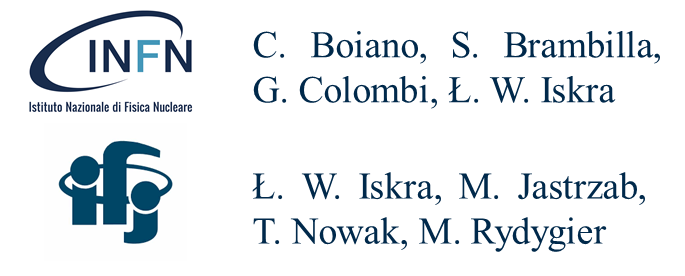 INFN
Istituto Nazionale di Fisica Nucleare
C. Boiano, S. Brambilla,
G. Colombi, Ł. W. Iskra
ifj
Ł. W. Iskra, M. Jastrzab,
T. Nowak, M. Rydygier